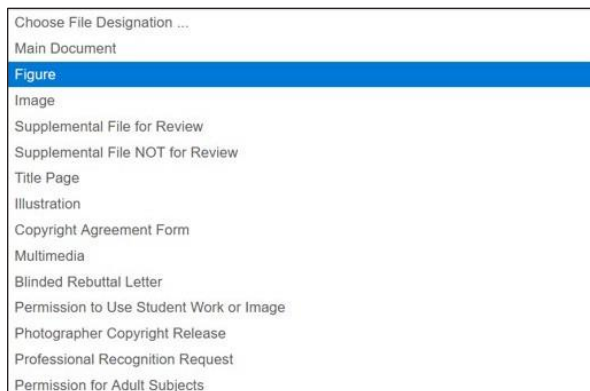 Choose File Designation ...
Main Document
Figure
Image
Supplemental File for Review
Supplemental File NOT for Review
Title Page
Illustration
Copyright Agreement Form
Multimedia
Blinded Rebuttal Letter
Permission to Use Student Work or Image
Photographer Copyright Release
Professional Recognition Request
Permission for Adult Subjects